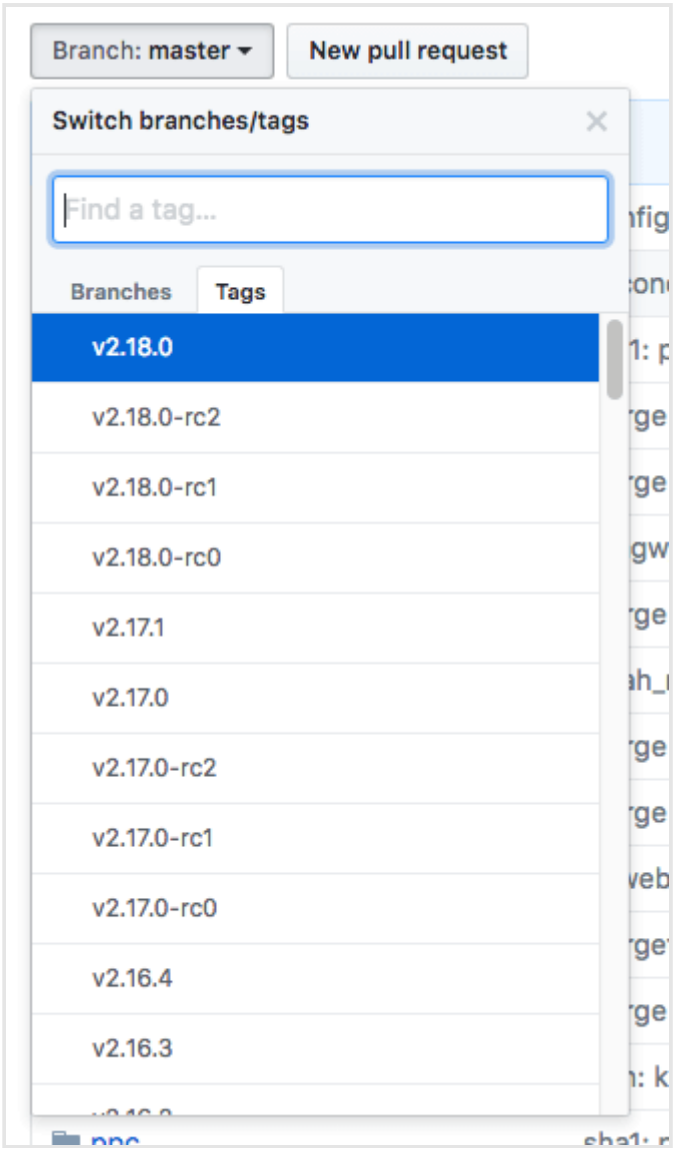 Branch: master New pull request
Switch branches/tags ×
Find a tag...
Branches Tags
v2.18.0
v2.18.0-rc2
v2.18.0-rc1
v2.18.0-rc0
v2.17.1
v2.17.0
v2.17.0-rc2
v2.17.0-rc1
v2.17.0-rc0
v2.16.4
v2.16.3
ppc sha1: